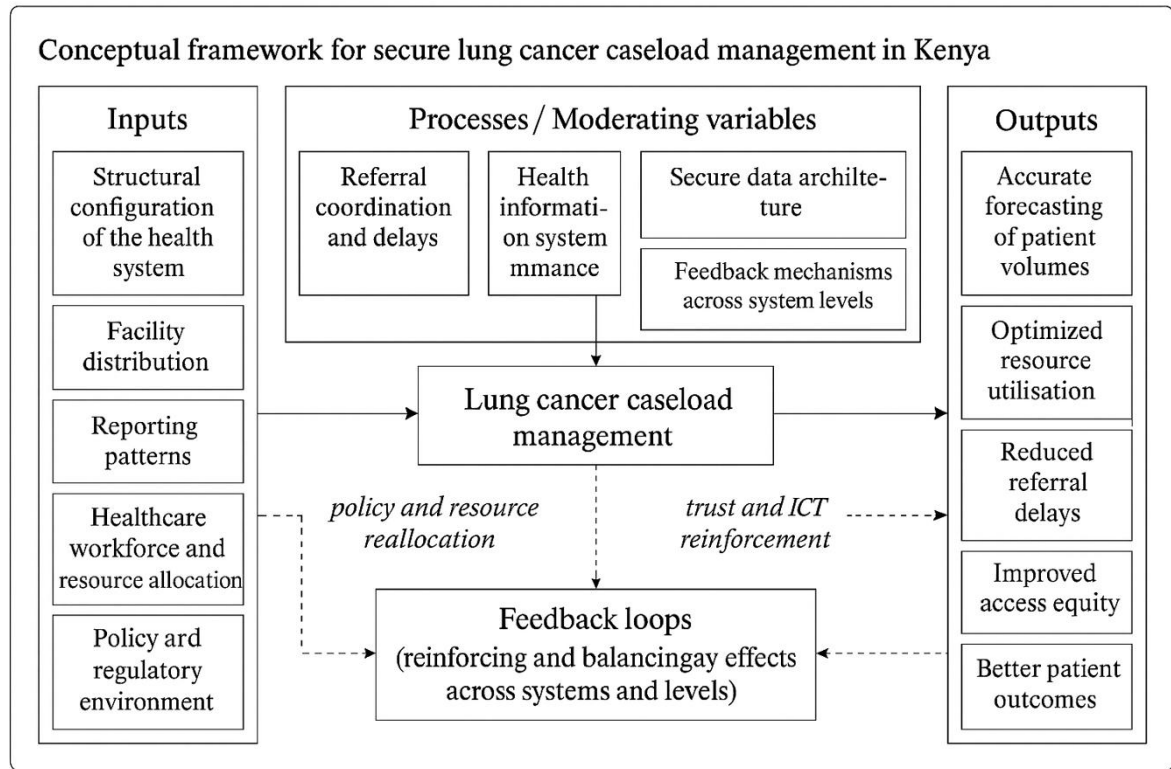 Conceptual framework for secure lung cancer caseload management in Kenya
Inputs
Structural
configuration
of the health
system
Facility
distribution
Reporting
patterns
Healthcare
workforce and
resource allocation
Policy ard
regulatory
environment
Processes / Moderating variables
Referral
coordination
and delays
Health
informati-
on system
mmance
Secure data archilte-
ture
Feedback mechanisms
across system levels
Lung cancer caseload
management
policy and resource
reallocation
trust and ICT
reinforcement
Feedback loops
(reinforcing and balancingay effects
across systems and levels)
Outputs
Accurate
forecasting
of patient
volumes
Optimized
resource
utilisation
Reduced
referral
delays
Improved
access equity
Better patient
outcomes